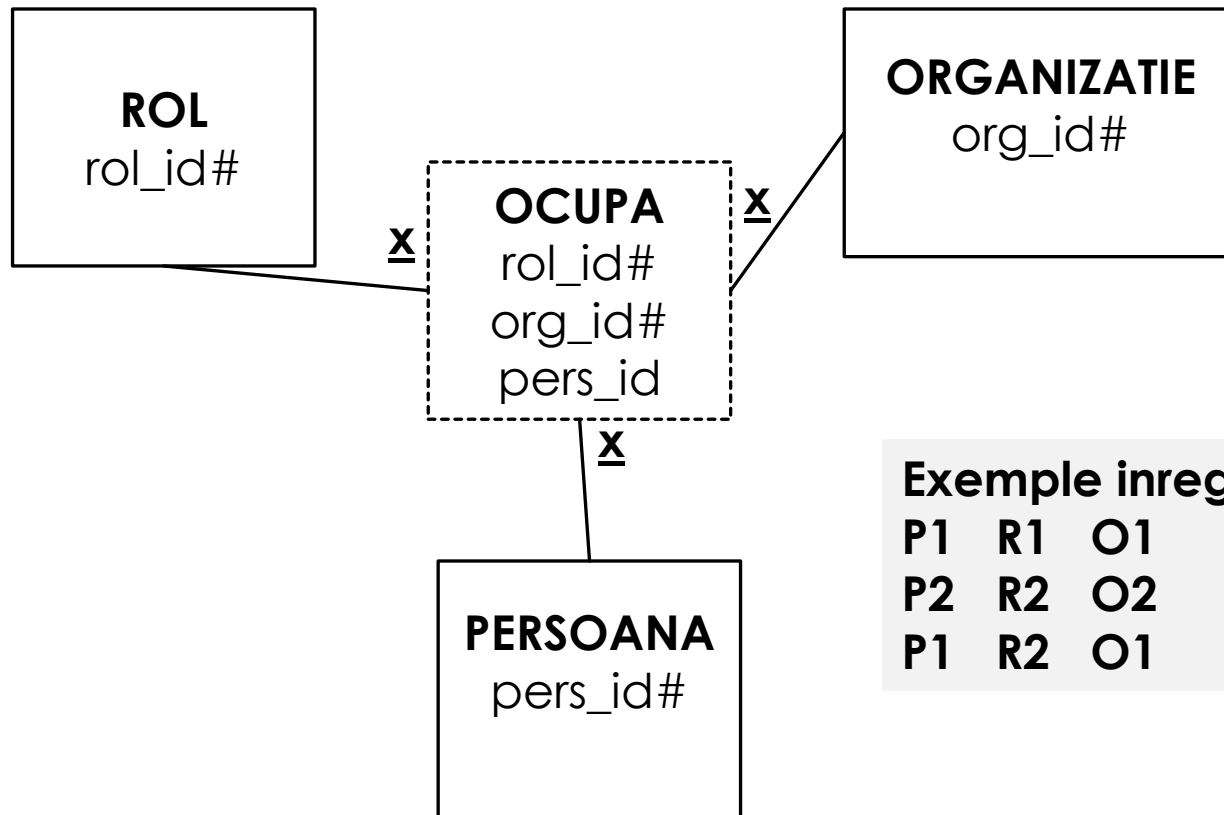 ROL
rol_id#
ORGANIZATIE
org_id#
x
OCUPA
rol_id#
org_id#
pers_id
x
x
PERSOANA
pers_id#
Exemple
P1 R1 O1
P2 R2 O2
P1 R2 O1